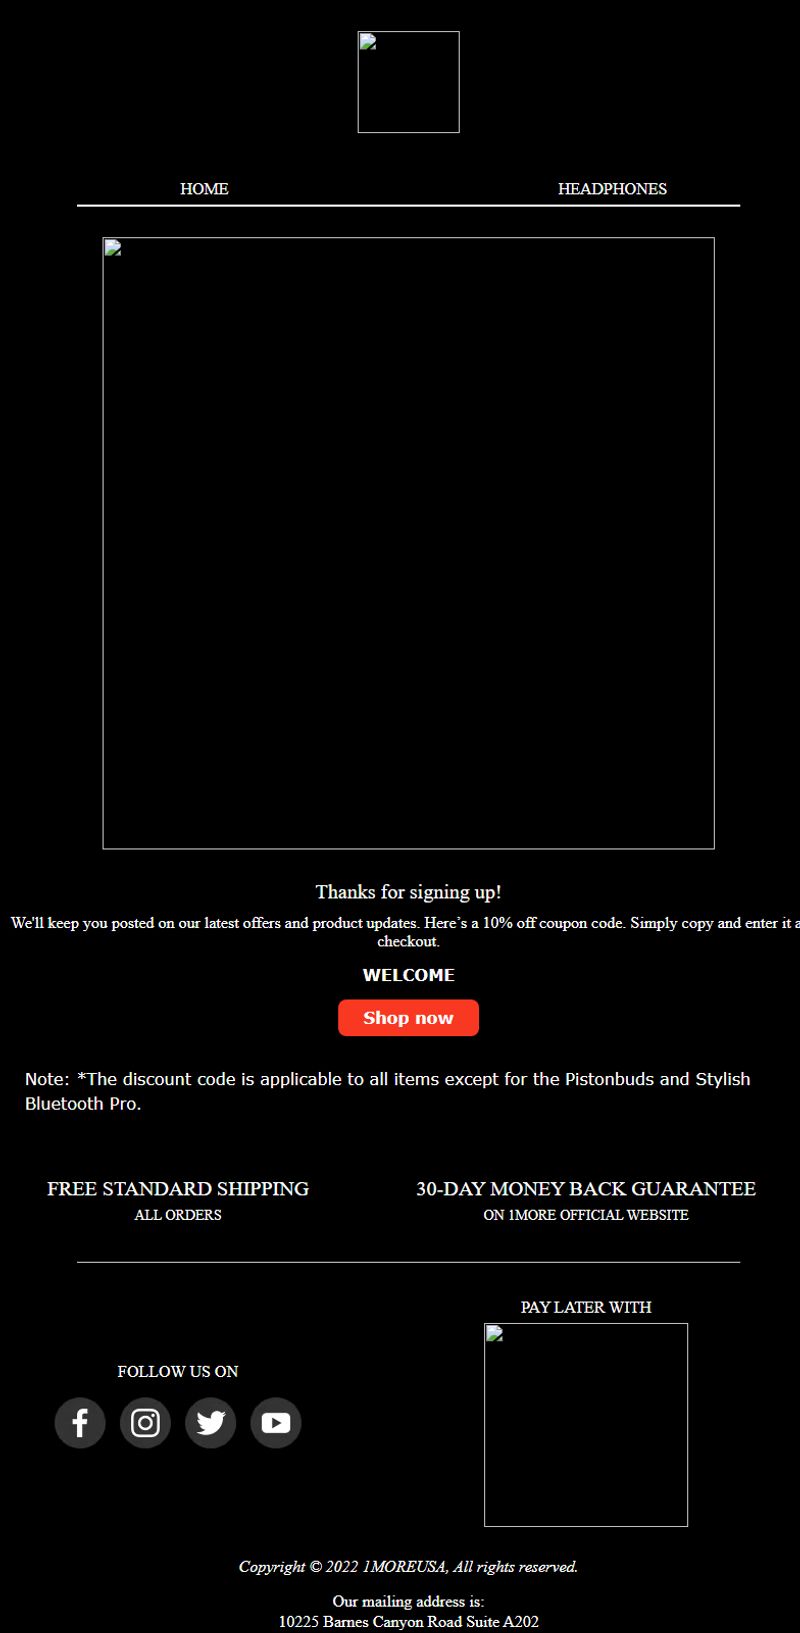 HOME
HEADPHONES
Thanks for signing up!
We'll keep you posted on our latest offers and product updates. Here’s a 10% off coupon code. Simply copy and enter it
checkout.
WELCOME
Shop now
Note: *The discount code is applicable to all items except for the Pistonbuds and Stylish
Bluetooth Pro.
FREE STANDARD SHIPPING
ALL ORDERS
30-DAY MONEY BACK GUARANTEE
ON 1MORE OFFICIAL WEBSITE
PAY LATER WITH
FOLLOW US ON
Copyright © 2022 1MOREUSA, All rights reserved.
Our mailing address is:
10225 Barnes Canyon Road Suite A202